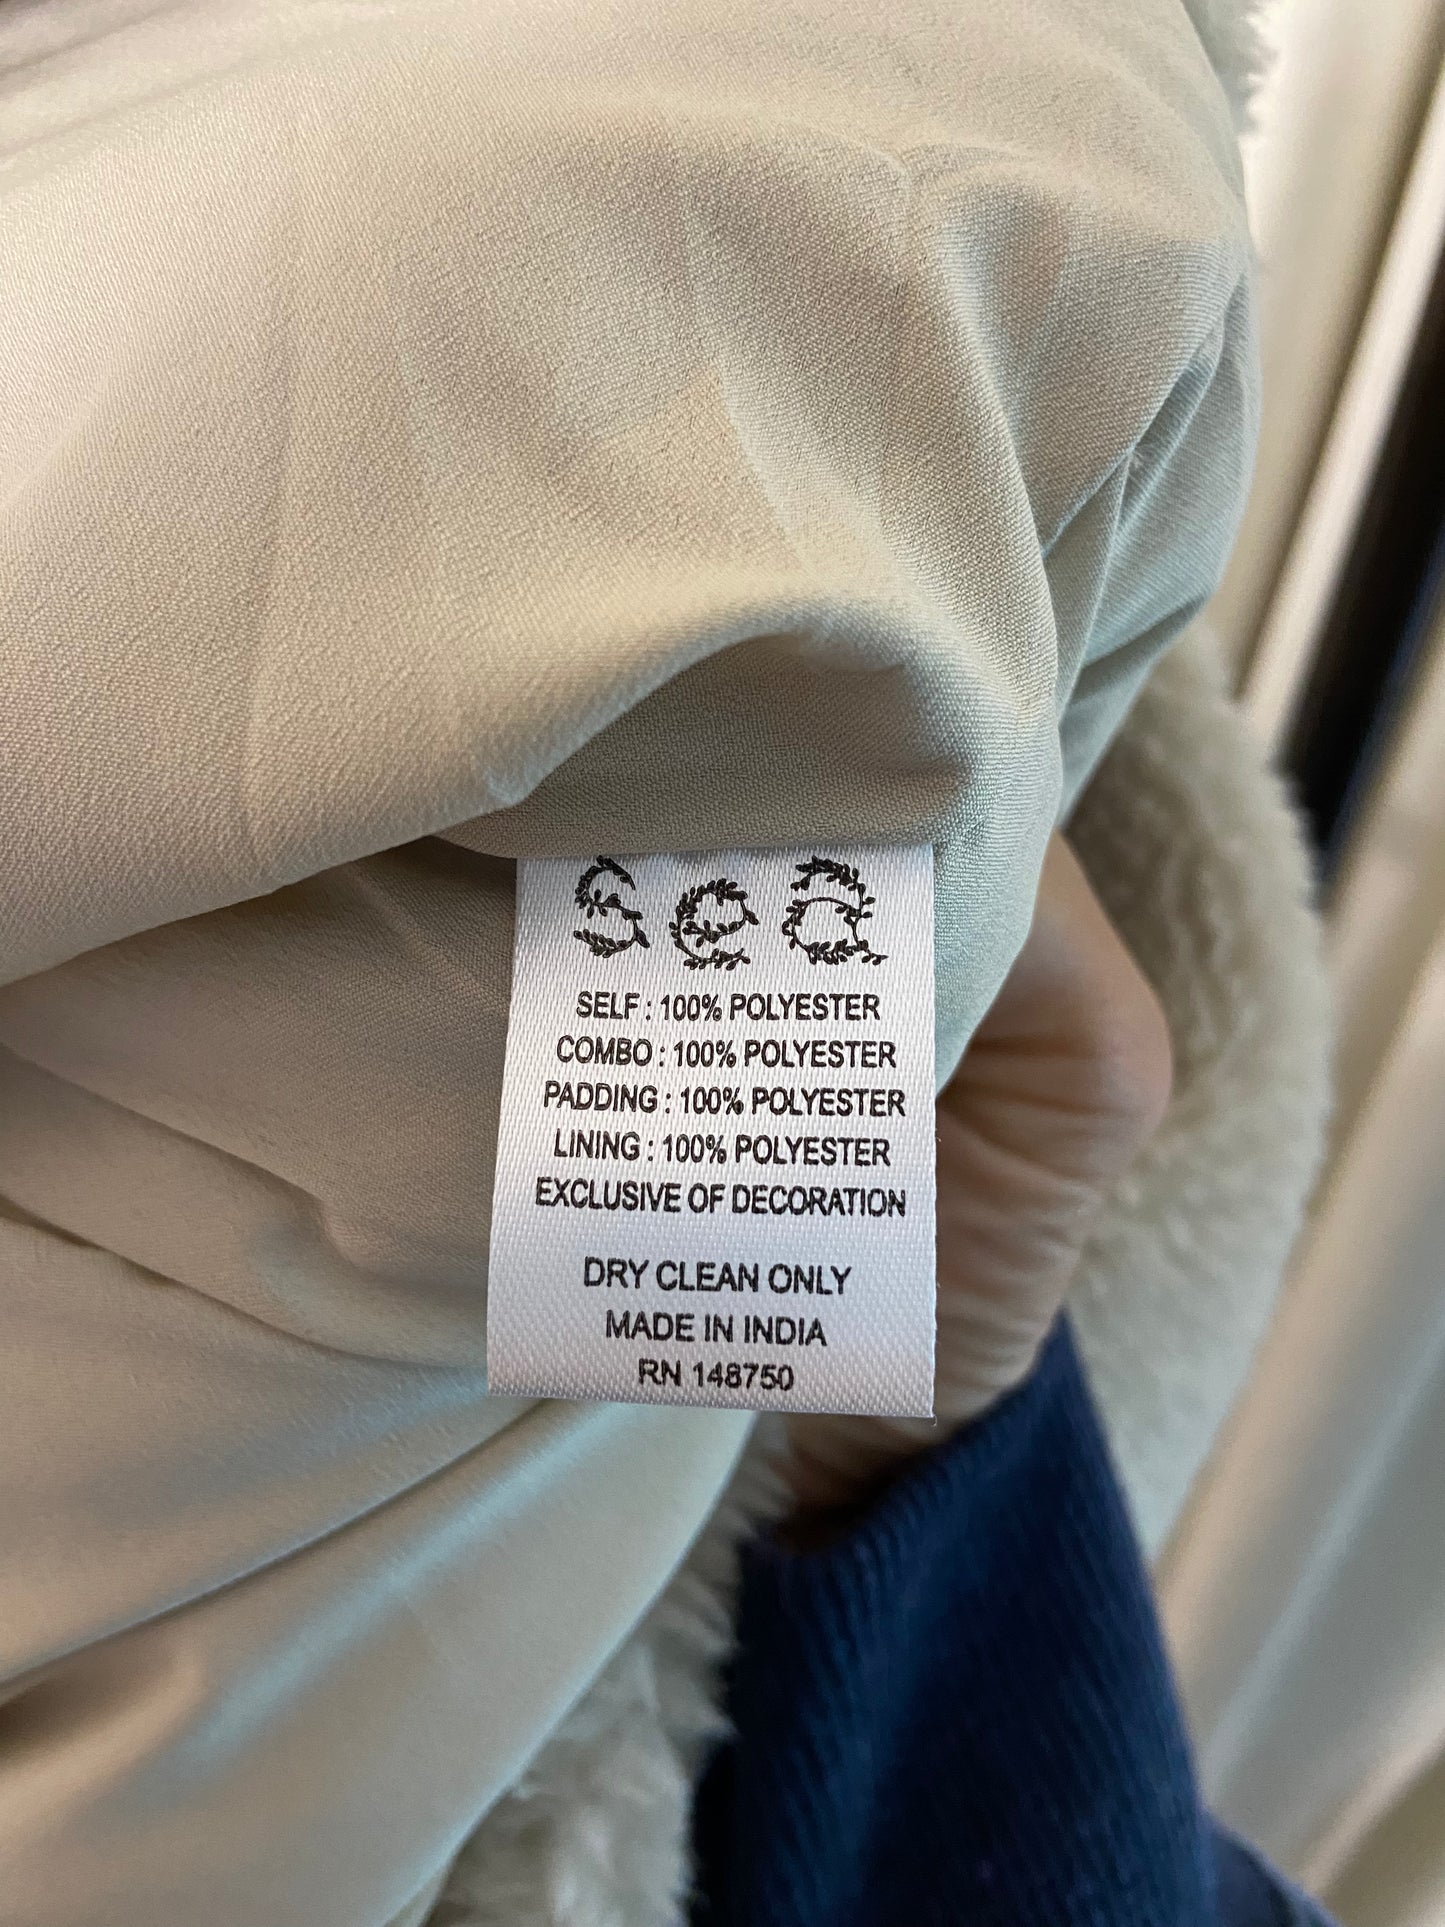 SELF : 100% POLYESTER
COMBO : 100% POLYESTER
PADDING : 100% POLYESTER
LINING : 100% POLYESTER
EXCLUSIVE OF DECORATION
DRY CLEAN ONLY
MADE IN INDIA
RN 148750